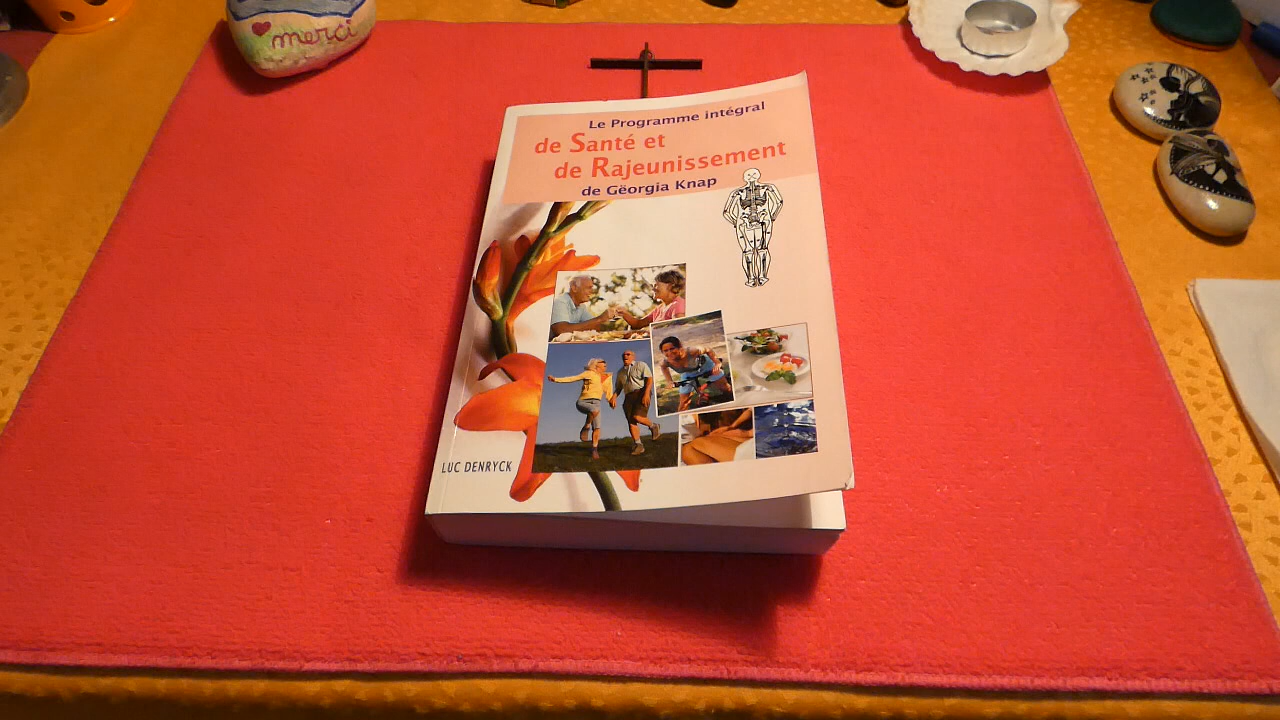 merci
Le Programme intégral
de Santé et
de Rajeunissement
de Gëorgia Knap
LUC DENRYCK